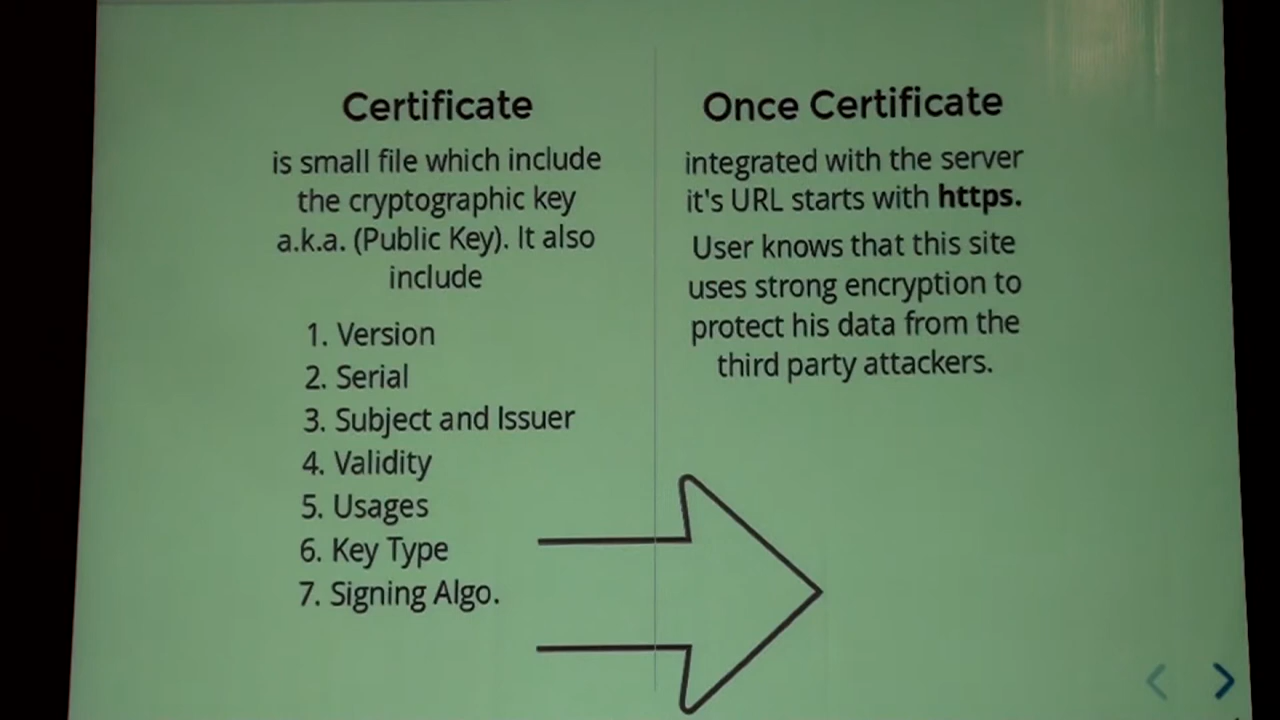 Certificate
is small file which include
the cryptographic key
a.k.a. (Public Key). It also
include
1. Version
2. Serial
3. Subject and Issuer
4. Validity
5. Usages
6. Key Type
7. Signing Algo.
Once Certificate
integrated with the server
it's URL starts with https.
User knows that this site
uses strong encryption to
protect his data from the
third party attackers.